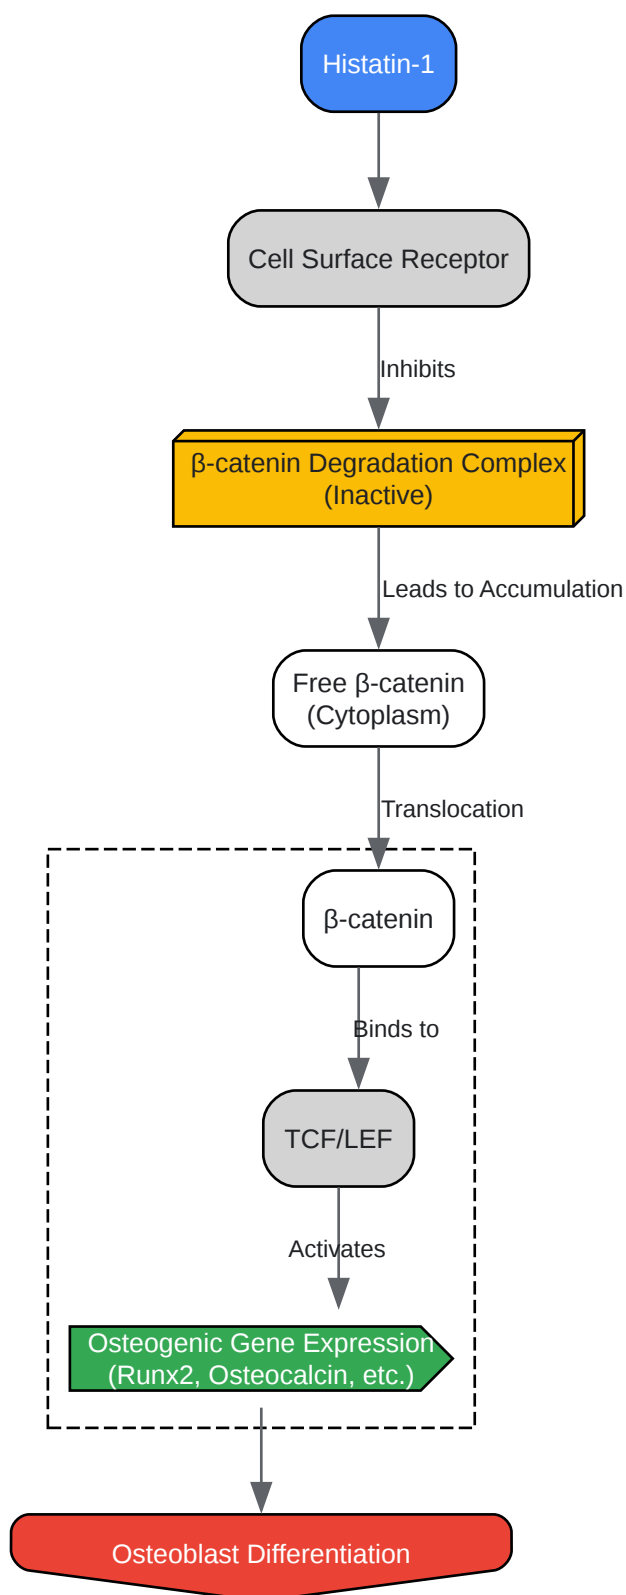 Histatin-1
Cell Surface Receptor
Inhibits
β-catenin Degradation Complex
(Inactive)
Leads to Accumulation
Free β-catenin
(Cytoplasm)
Translocation
β-catenin
Binds to
TCF/LEF
Activates
Osteogenic Gene Expression
(Runx2, Osteocalcin, etc.)
Osteoblast Differentiation